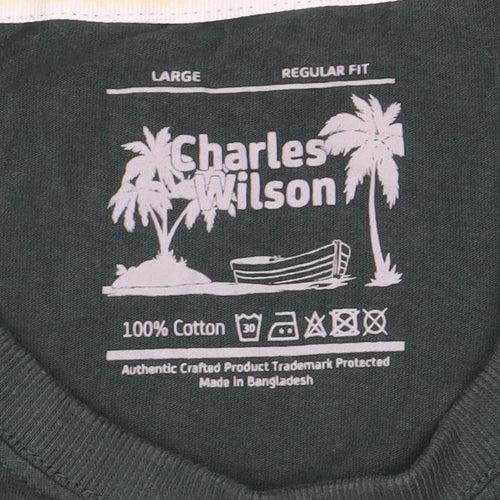 LARGE REGULAR FIT
Charles
Wilson
100% Cotton 30
Authentic Crafted Product Trademark Protected
Made in Bangladesh